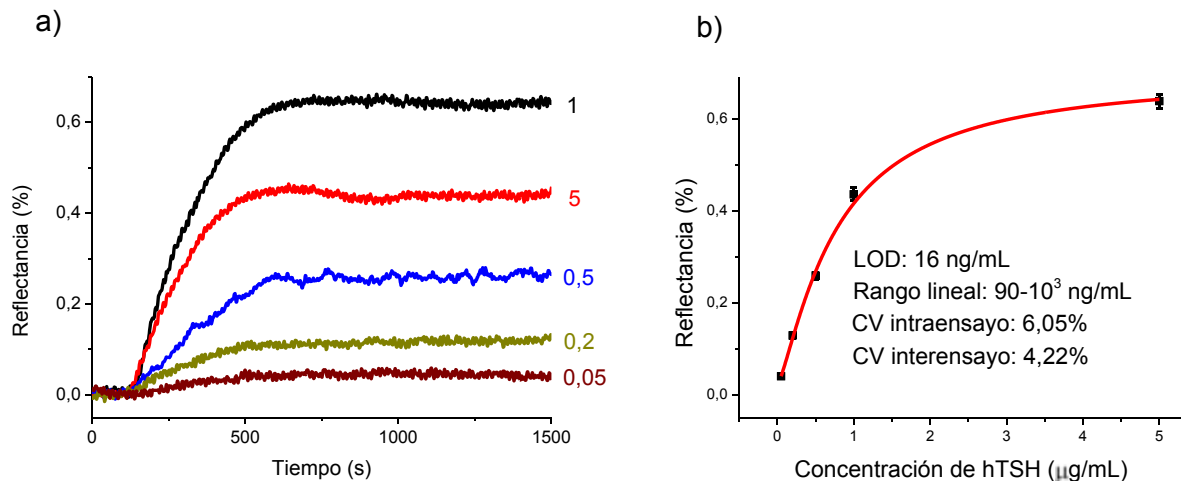 a)
Reflectancia (%)
0,6
0,4
0,2
0,0
1
5
0,5
0,2
0,05
0
500
1000
1500
Tiempo (s)
b)
Reflectancia (%)
0,6
0,4
0,2
0,0
LOD: 16 ng/mL
Rango lineal: 90-10³ ng/mL
CV intraensayo: 6,05%
CV interensayo: 4,22%
0
1
2
3
4
5
Concentración de hTSH (μg/mL)